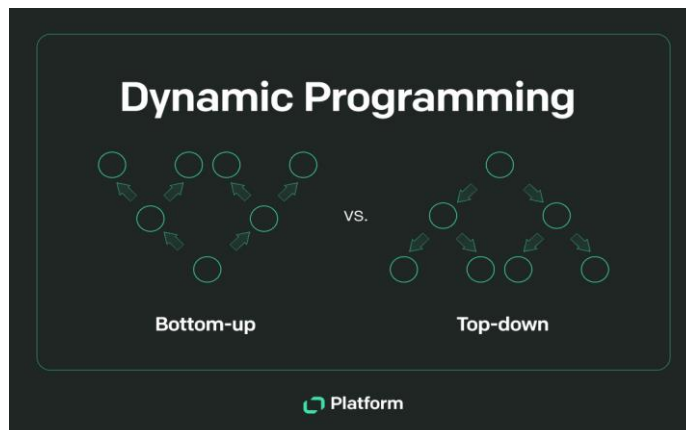 Dynamic Programming
vs.
Bottom-up
Top-down
Platform